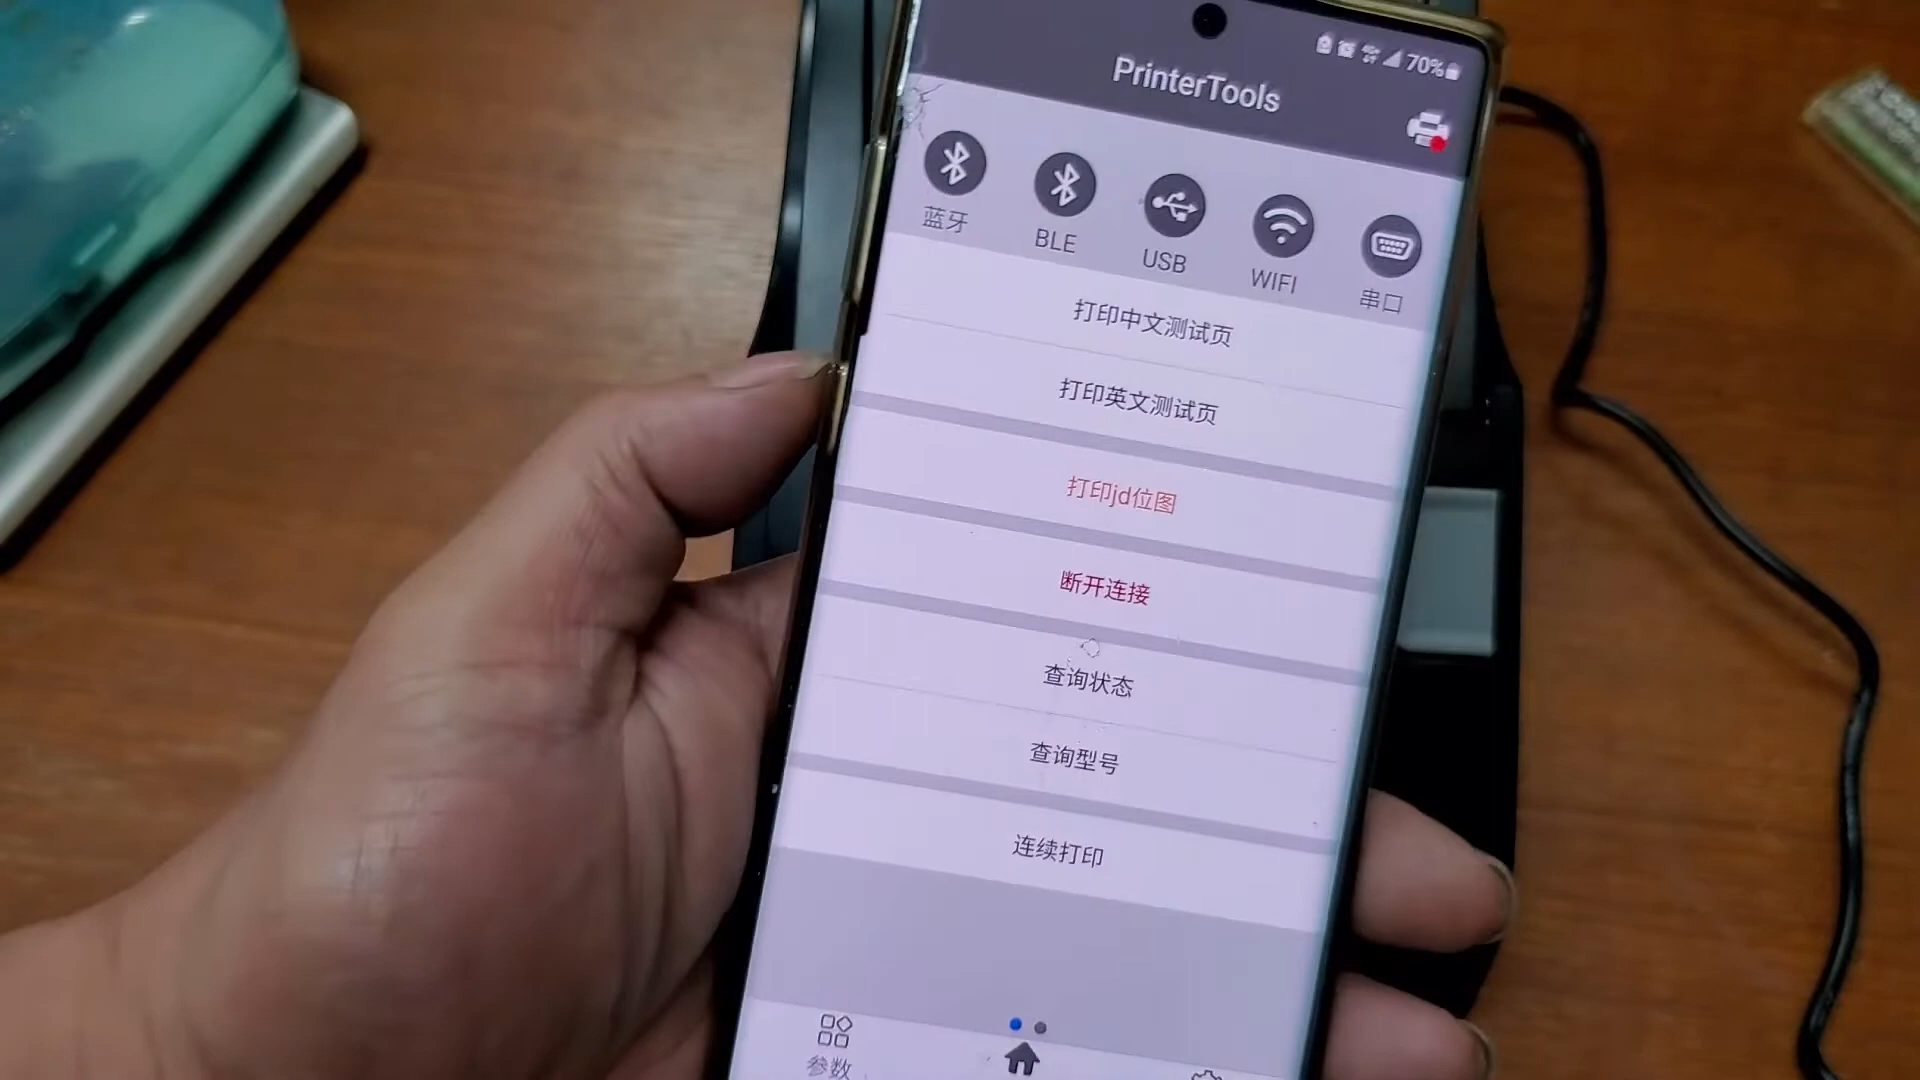 70%
PrinterTools
蓝牙
BLE
USB
WIFI
串口
打印中文测试页
打印英文测试页
打印jd位图
断开连接
查询状态
查询型号
连续打印
参数